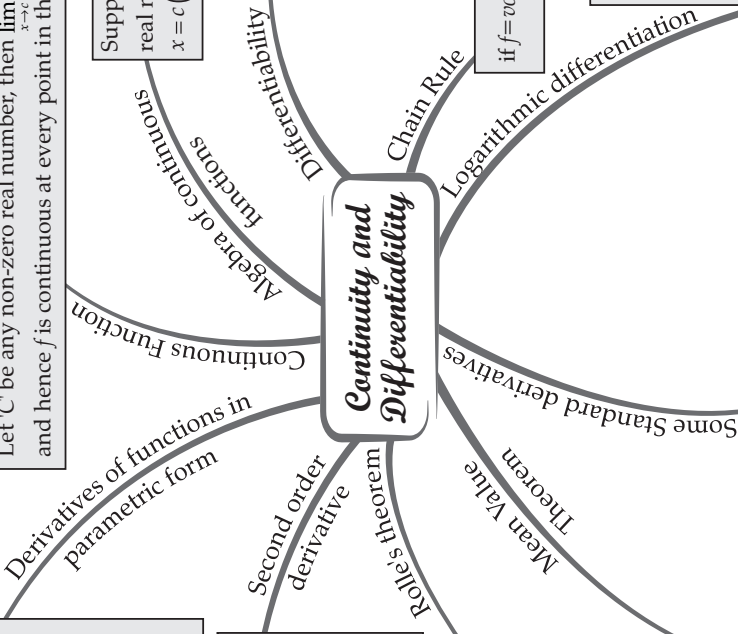 Let 'C' be any non-zero real number, then lim
x→c
and hence f is continuous at every point in th
Supp
real n
x = c (
if f = vo
Differentiability
Chain Rule
Logarithmic differentiation
Algebra of continuous
functions
Continuous Function
Continuity and
Differentiability
Some Standard derivatives
Mean Value
Theorem
Rolle's theorem
Second order
derivative
Derivatives of functions in
parametric form